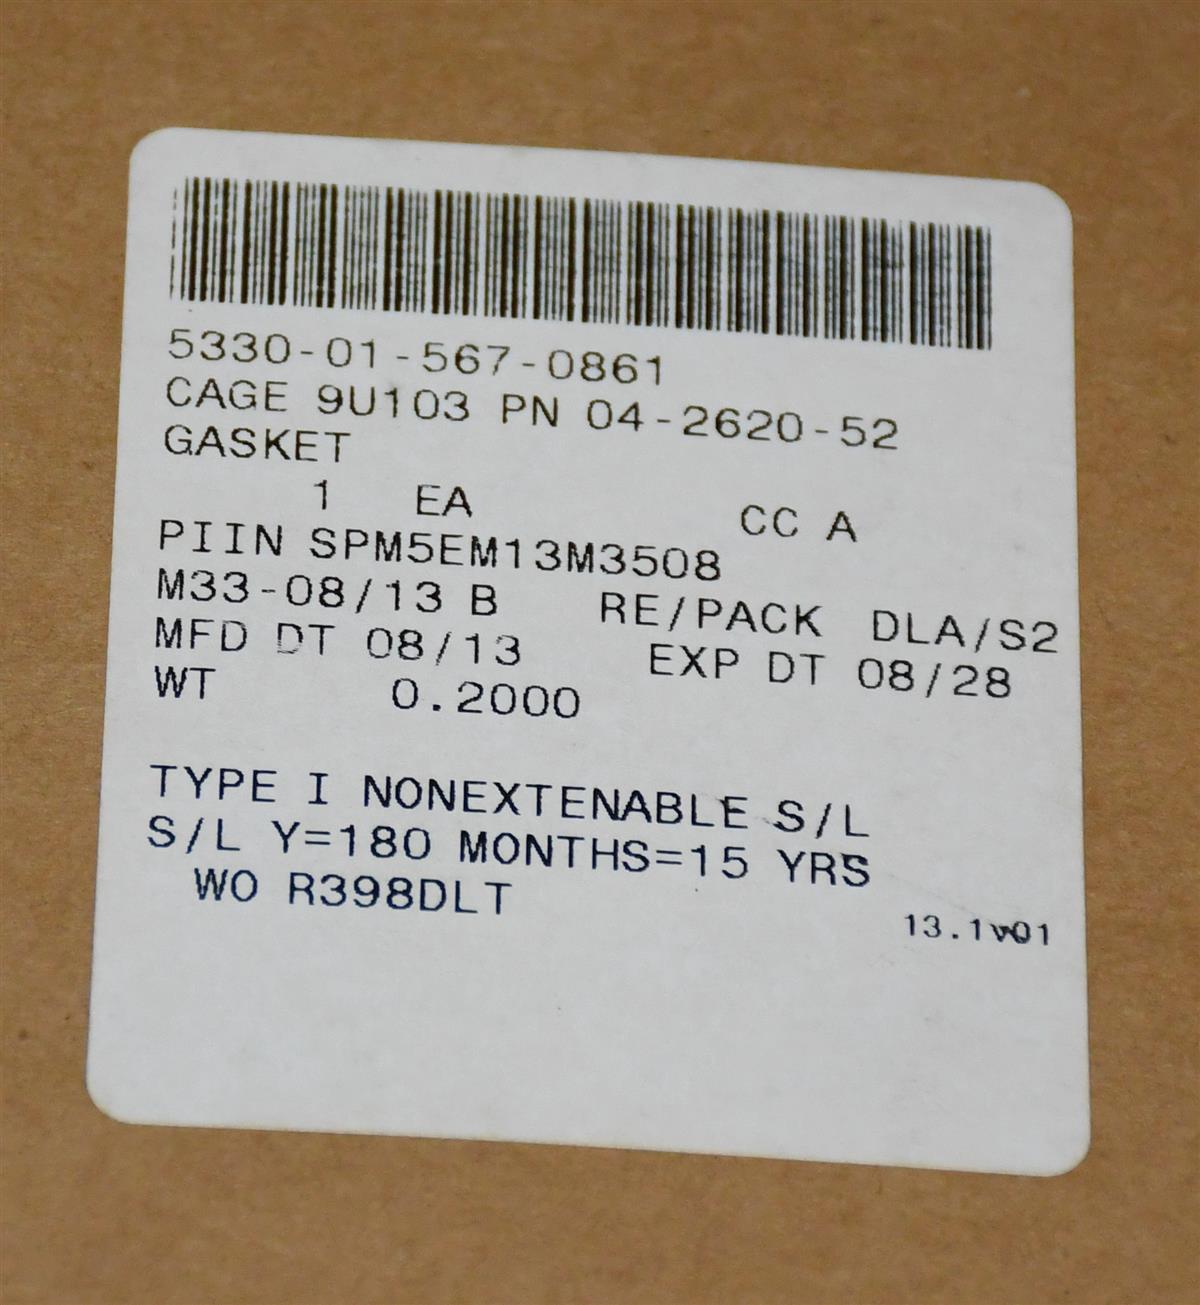 5330-01-567-0861
CAGE 9U103 PN 04-2620-52
GASKET
1 EA CC A
PIIN SPM5EM13M3508
M33-08/13 B RE/PACK DLA/S2
MFD DT 08/13 EXP DT 08/28
WT 0.2000
TYPE I NONEXTENABLE S/L
S/L Y=180 MONTHS=15 YRS
WO R398DLT
13.1v01